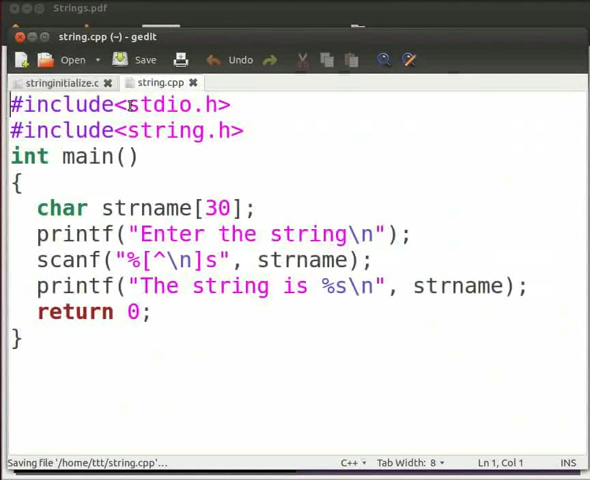 Strings.pdf
string.cpp (~) - gedit
Open Save Undo
stringinitialize.c string.cpp
#include<stdio.h>
#include<string.h>
int main()
{
char strname[30];
printf("Enter the string\n");
scanf("%[^\n]s", strname);
printf("The string is %s\n", strname);
return 0;
}
Saving file '/home/ttt/string.cpp'... C++ Tab Width: 8 Ln 1, Col 1 INS